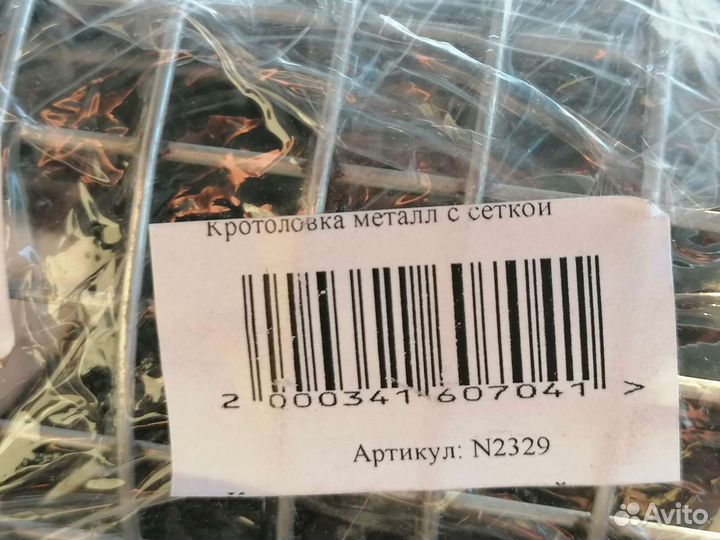 Кротоловка металл с сеткой
2 000341 607041 >
Артикул: N2329
Avito